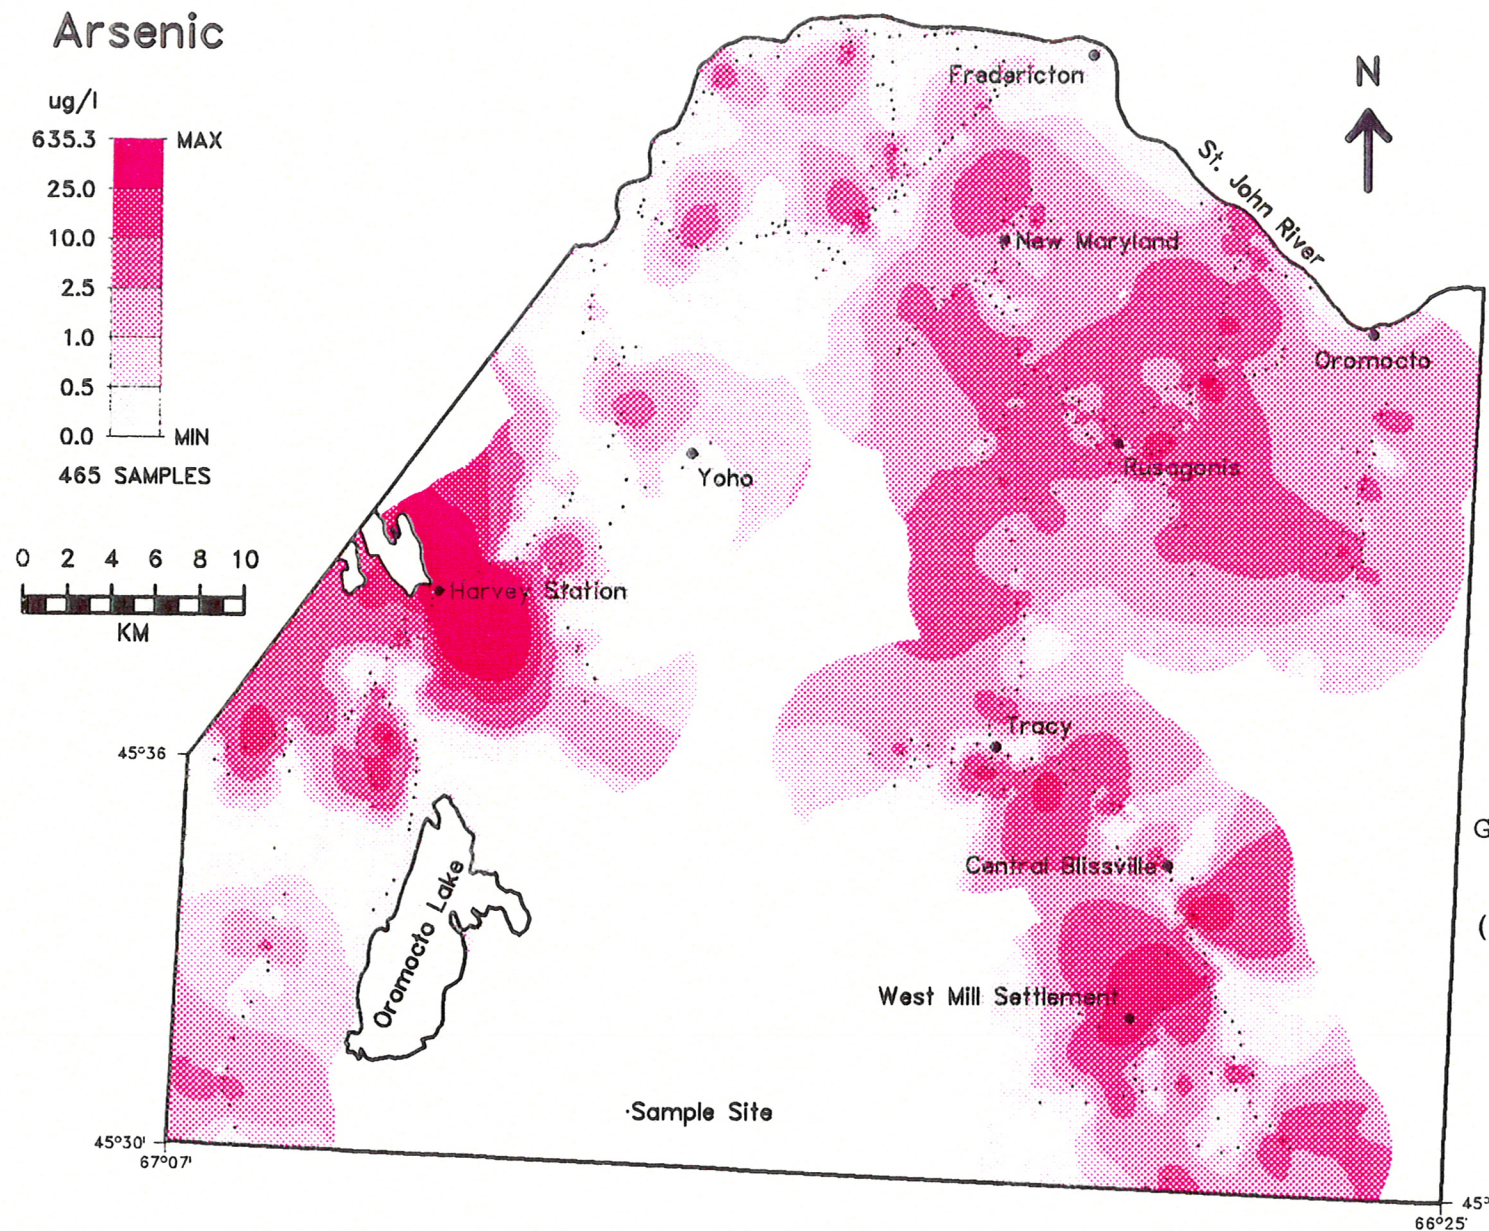 Arsenic
ug/l
635.3 MAX
25.0
10.0
2.5
1.0
0.5
0.0 MIN
465 SAMPLES
0 2 4 6 8 10
KM
N
Fredericton
St. John River
New Maryland
Oromocto
Rusagonis
Yoho
Harvey Station
Tracy
45°36
Central Blissville
G
Oromocto Lake
(
West Mill Settlement
·Sample Site
45°30'
67°07'
45°
66°25'